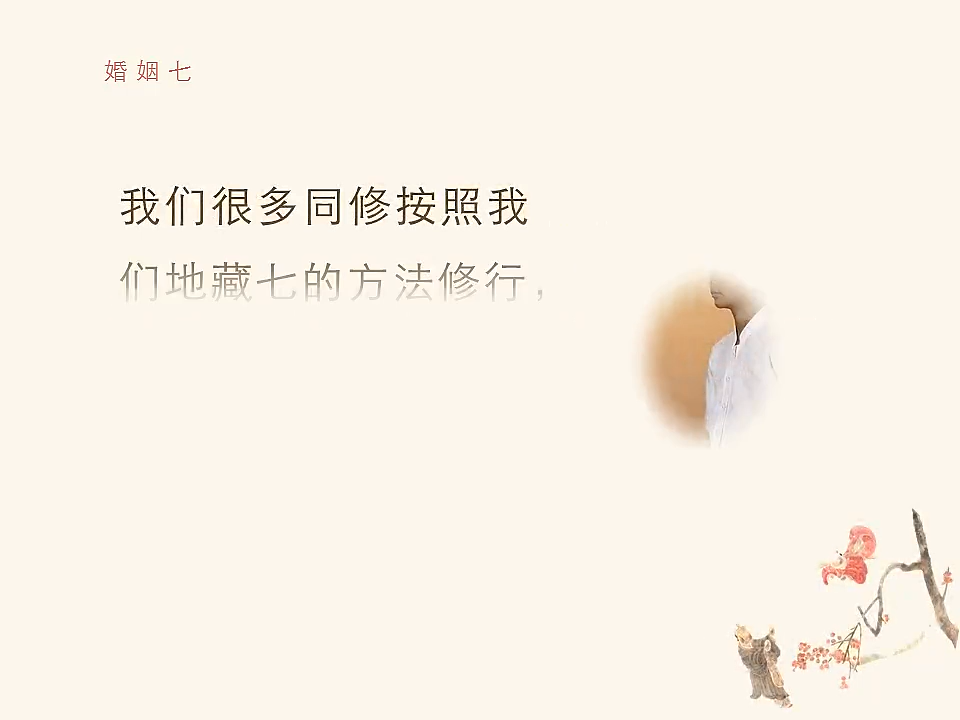 婚姻七
我们很多同修按照我
们地藏七的方法修行，